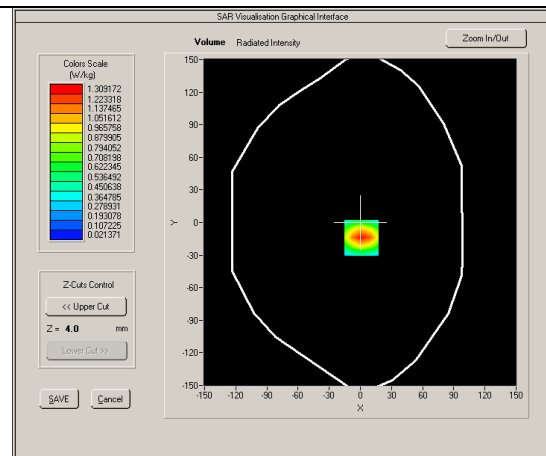 SAR Visualisation Graphical Interface
Volume Radiated Intensity
Zoom In/Out
Colors Scale
(W/kg)
1.309172
1.223318
1.137465
1.051612
0.965758
0.879905
0.794052
0.708198
0.622345
0.536492
0.450638
0.364785
0.278931
0.193078
0.107225
0.021371
Z-Cuts Control
<< Upper Cut
Z = 4.0 mm
Lower Cut >>
SAVE Cancel
150
120
90
60
30
0
-30
-60
-90
-120
-150
Y
-150 -120 -90 -60 -30 0 30 60 90 120 150
X